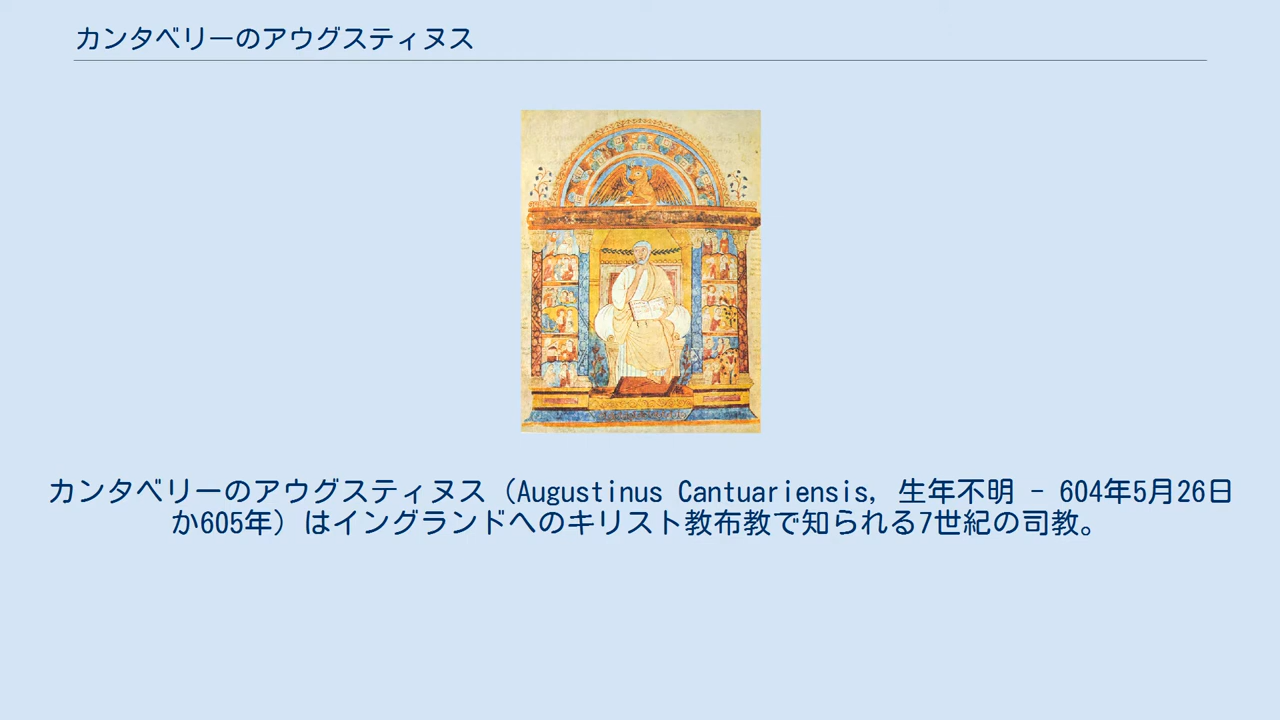 カンタベリーのアウグスティヌス
カンタベリーのアウグスティヌス（Augustinus Cantuariensis, 生年不明 - 604年5月26日
か605年）はイングランドへのキリスト教布教で知られる7世紀の司教。